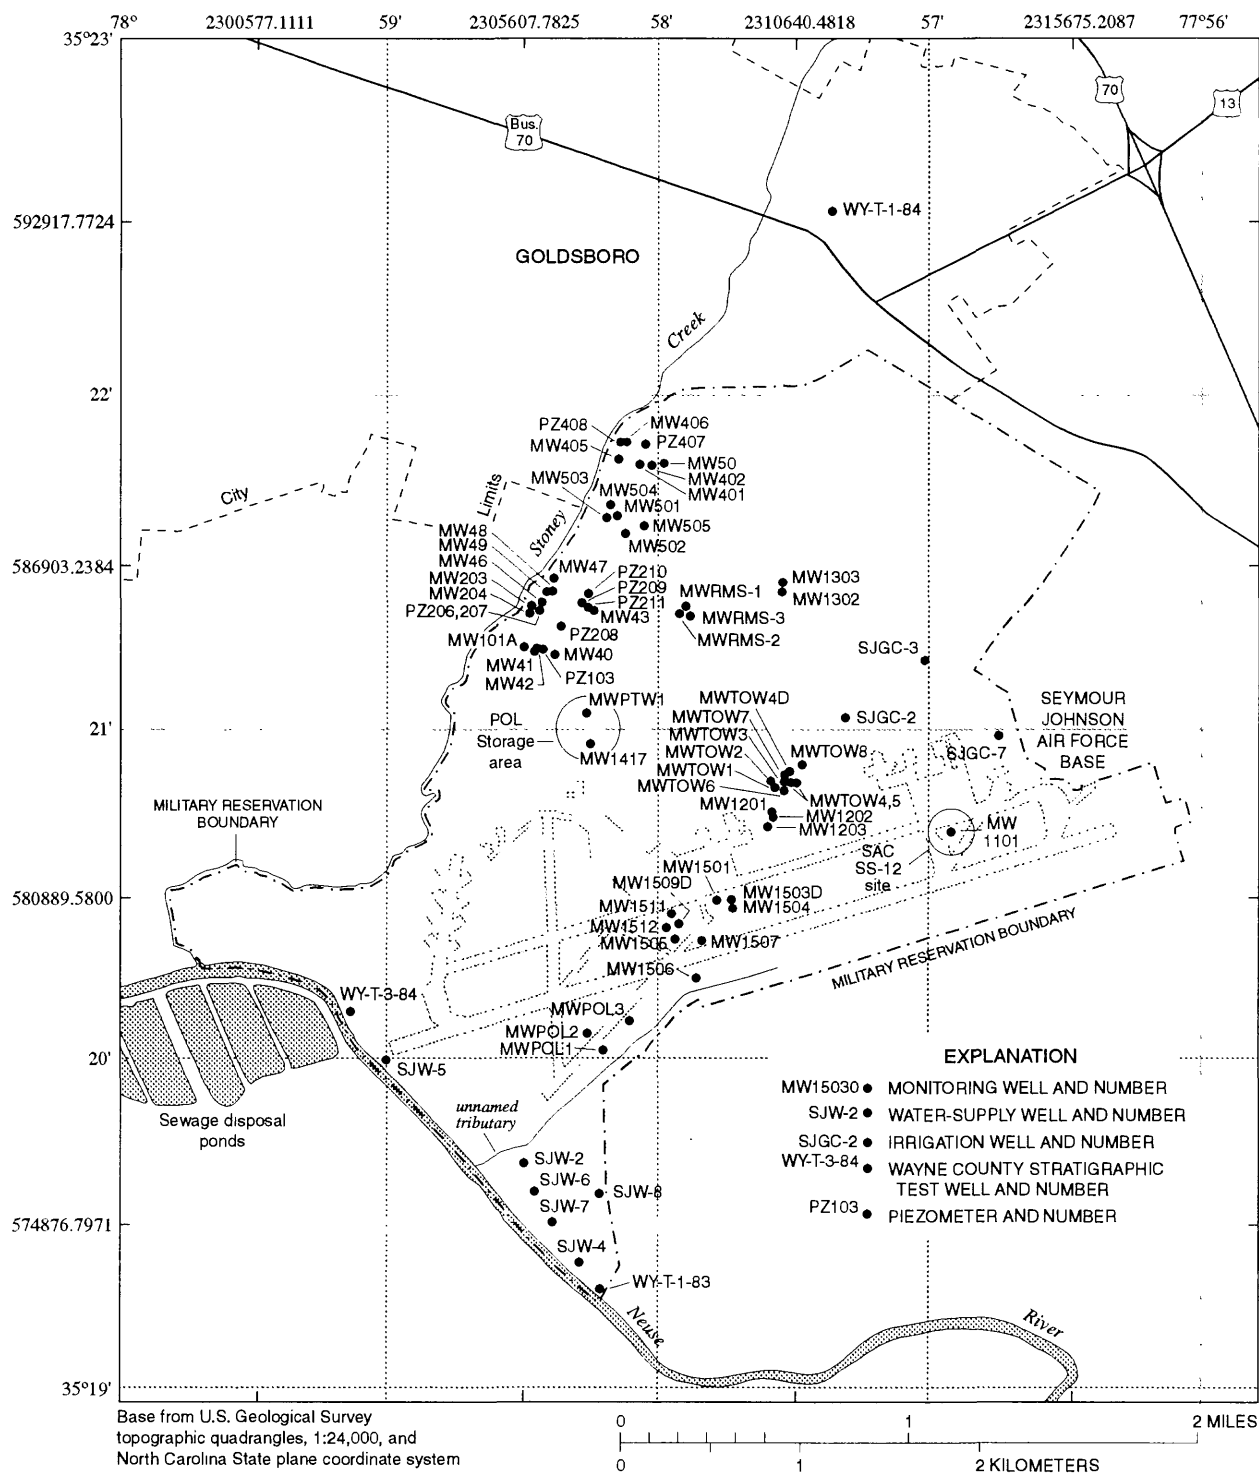 78° 2300577.1111 59' 2305607.7825 58' 2310640.4818 57' 2315675.2087 77°56'
35°23'
70
13
Bus.
70
WY-T-1-84
592917.7724
GOLDSBORO
Creek
22'
PZ408
MW406
MW405
PZ407
MW503
MW50
MW402
MW401
City
Limits
MW504
MW501
Stoney
MW505
MW502
MW48
MW49
MW46
MW203
MW204
PZ206,207
586903.2384
MW47
PZ210
PZ209
PZ211
MW43
MW1303
MW1302
MWRMS-1
MWRMS-3
MWRMS-2
PZ208
MW101A
MW40
MW41
MW42
PZ103
SJGC-3
MWPTW1
21'
POL
Storage
area
MW1417
MWTOW4D
MWTOW7
MWTOW3
MWTOW2
MWTOW1
MWTOW6
MWTOW8
MWTOW4,5
SJGC-2
SJGC-7
SEYMOUR
JOHNSON
AIR FORCE
BASE
MW1201
MW1202
MW1203
MW
1101
SAC
SS-12
site
MILITARY RESERVATION
BOUNDARY
580889.5800
MW1501
MW1509D
MW1503D
MW1504
MW1511
MW1512
MW1505
MW1507
MW1506
MILITARY RESERVATION BOUNDARY
WY-T-3-84
MWPOL3
MWPOL2
MWPOL1
20'
SJW-5
Sewage disposal
ponds
unnamed
tributary
EXPLANATION
MW15030 MONITORING WELL AND NUMBER
SJW-2 WATER-SUPPLY WELL AND NUMBER
SJGC-2 IRRIGATION WELL AND NUMBER
WY-T-3-84 WAYNE COUNTY STRATIGRAPHIC
TEST WELL AND NUMBER
PZ103 PIEZOMETER AND NUMBER
SJW-2
SJW-6
SJW-8
SJW-7
574876.7971
SJW-4
WY-T-1-83
Neuse
River
35°19'
Base from U.S. Geological Survey
topographic quadrangles, 1:24,000, and
North Carolina State plane coordinate system
0 1 2 MILES
0 1 2 KILOMETERS